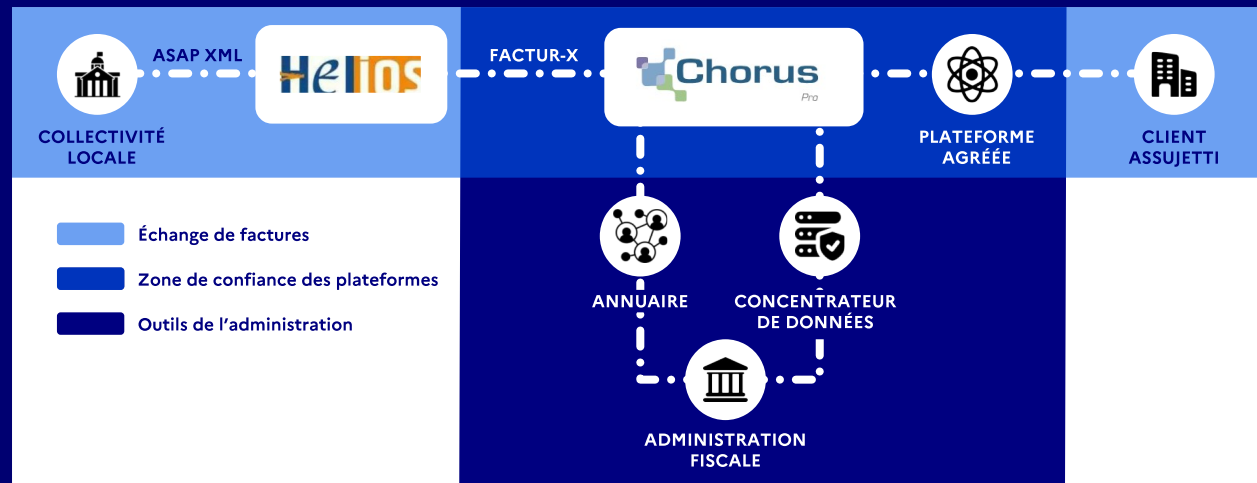 ASAP XML
Helios
FACTUR-X
Chorus
Pro
COLLECTIVITÉ
LOCALE
PLATEFORME
AGRÉÉE
CLIENT
ASSUJETTI
Échange de factures
Zone de confiance des plateformes
Outils de l'administration
ANNUAIRE
CONCENTRATEUR
DE DONNÉES
ADMINISTRATION
FISCALE